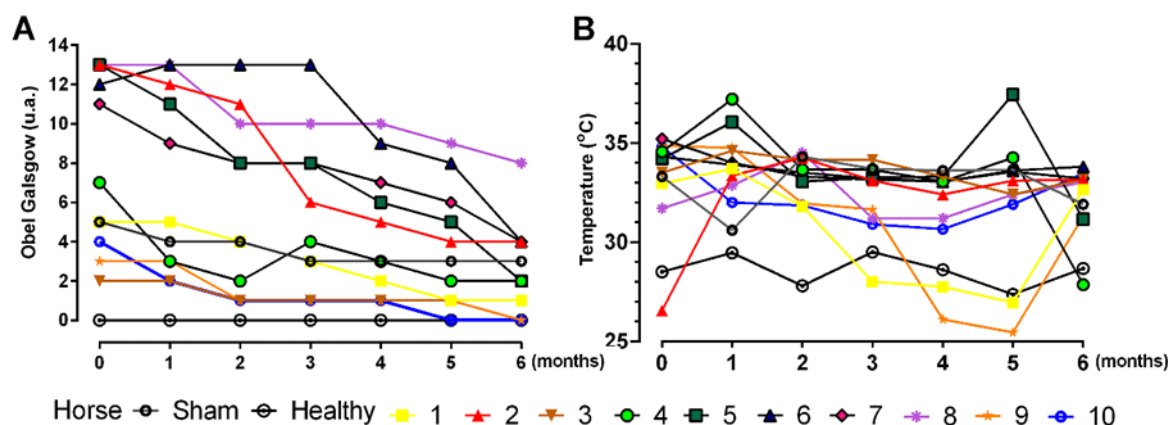 A
Obel Galsgow (u.a.)
14
12
10
8
6
4
2
0
0 1 2 3 4 5 6 (months)
B
Temperature (°C)
40
35
30
25
0 1 2 3 4 5 6 (months)
Horse Sham Healthy 1 2 3 4 5 6 7 8 9 10